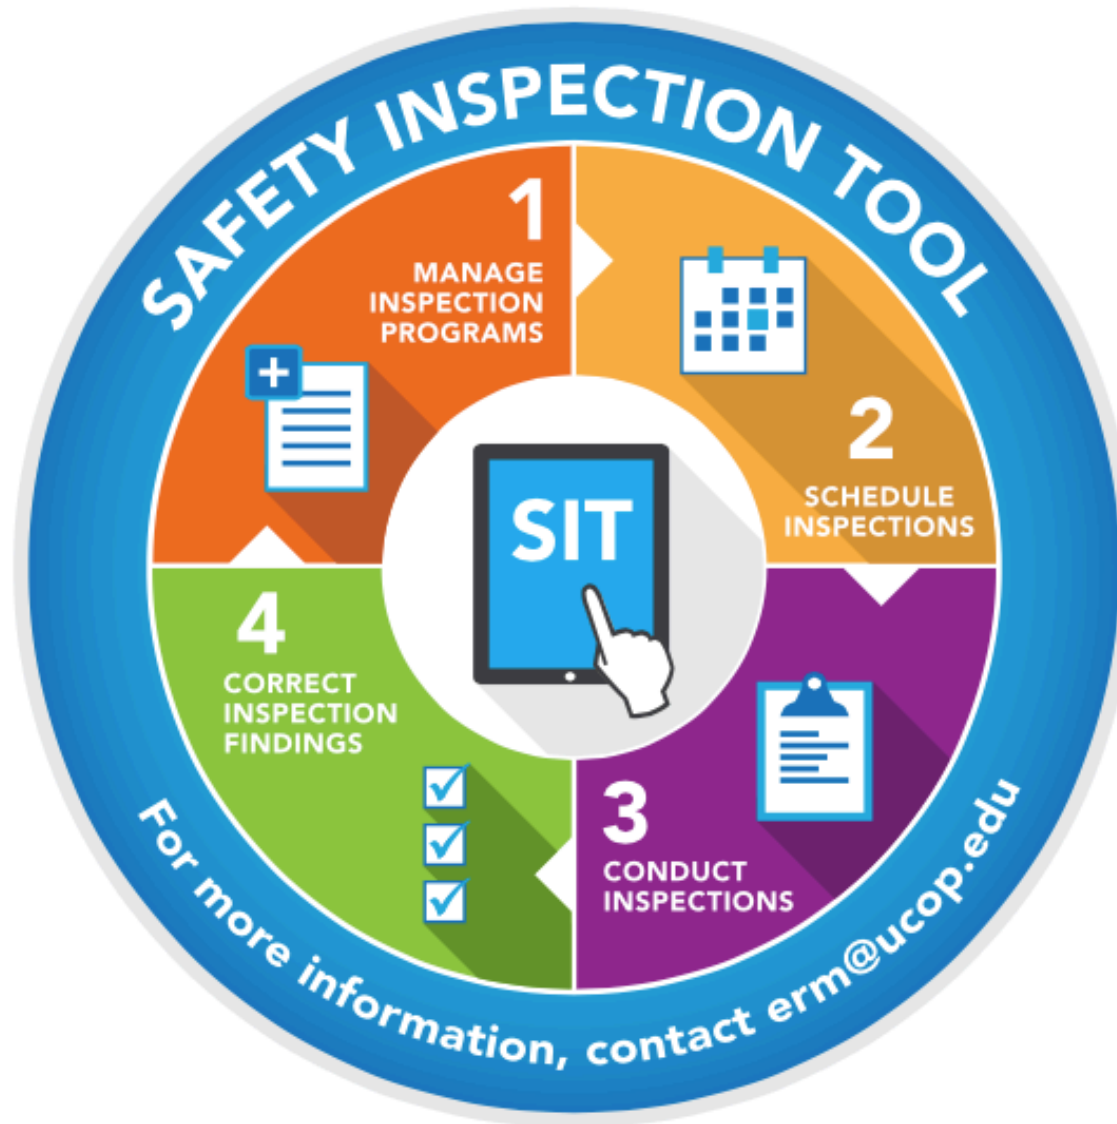 SAFETY INSPECTION TOOL
1
MANAGE
INSPECTION
PROGRAMS
2
SCHEDULE
INSPECTIONS
SIT
3
CONDUCT
INSPECTIONS
4
CORRECT
INSPECTION
FINDINGS
For more information, contact erm@ucop.edu